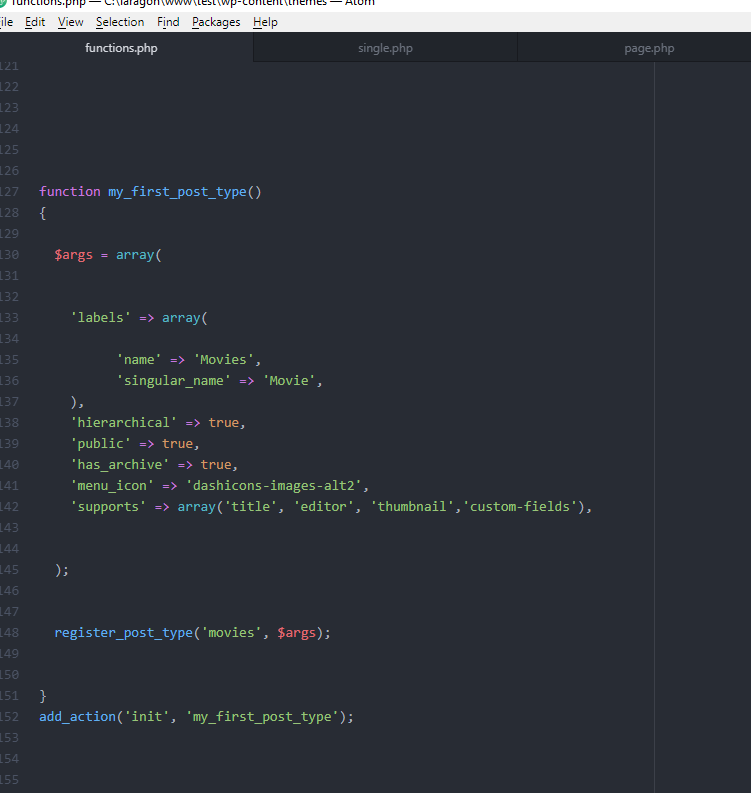 functions.php — C:\laragon\www\test\wp-content\themes — Atom
ile Edit View Selection Find Packages Help
functions.php single.php page.php
121
122
123
124
125
126
127 function my_first_post_type()
128 {
129
130 $args = array(
131
132
133 'labels' => array(
134
135 'name' => 'Movies',
136 'singular_name' => 'Movie',
137 ),
138 'hierarchical' => true,
139 'public' => true,
140 'has_archive' => true,
141 'menu_icon' => 'dashicons-images-alt2',
142 'supports' => array('title', 'editor', 'thumbnail','custom-fields'),
143
144
145 );
146
147
148 register_post_type('movies', $args);
149
150
151 }
152 add_action('init', 'my_first_post_type');
153
154
155